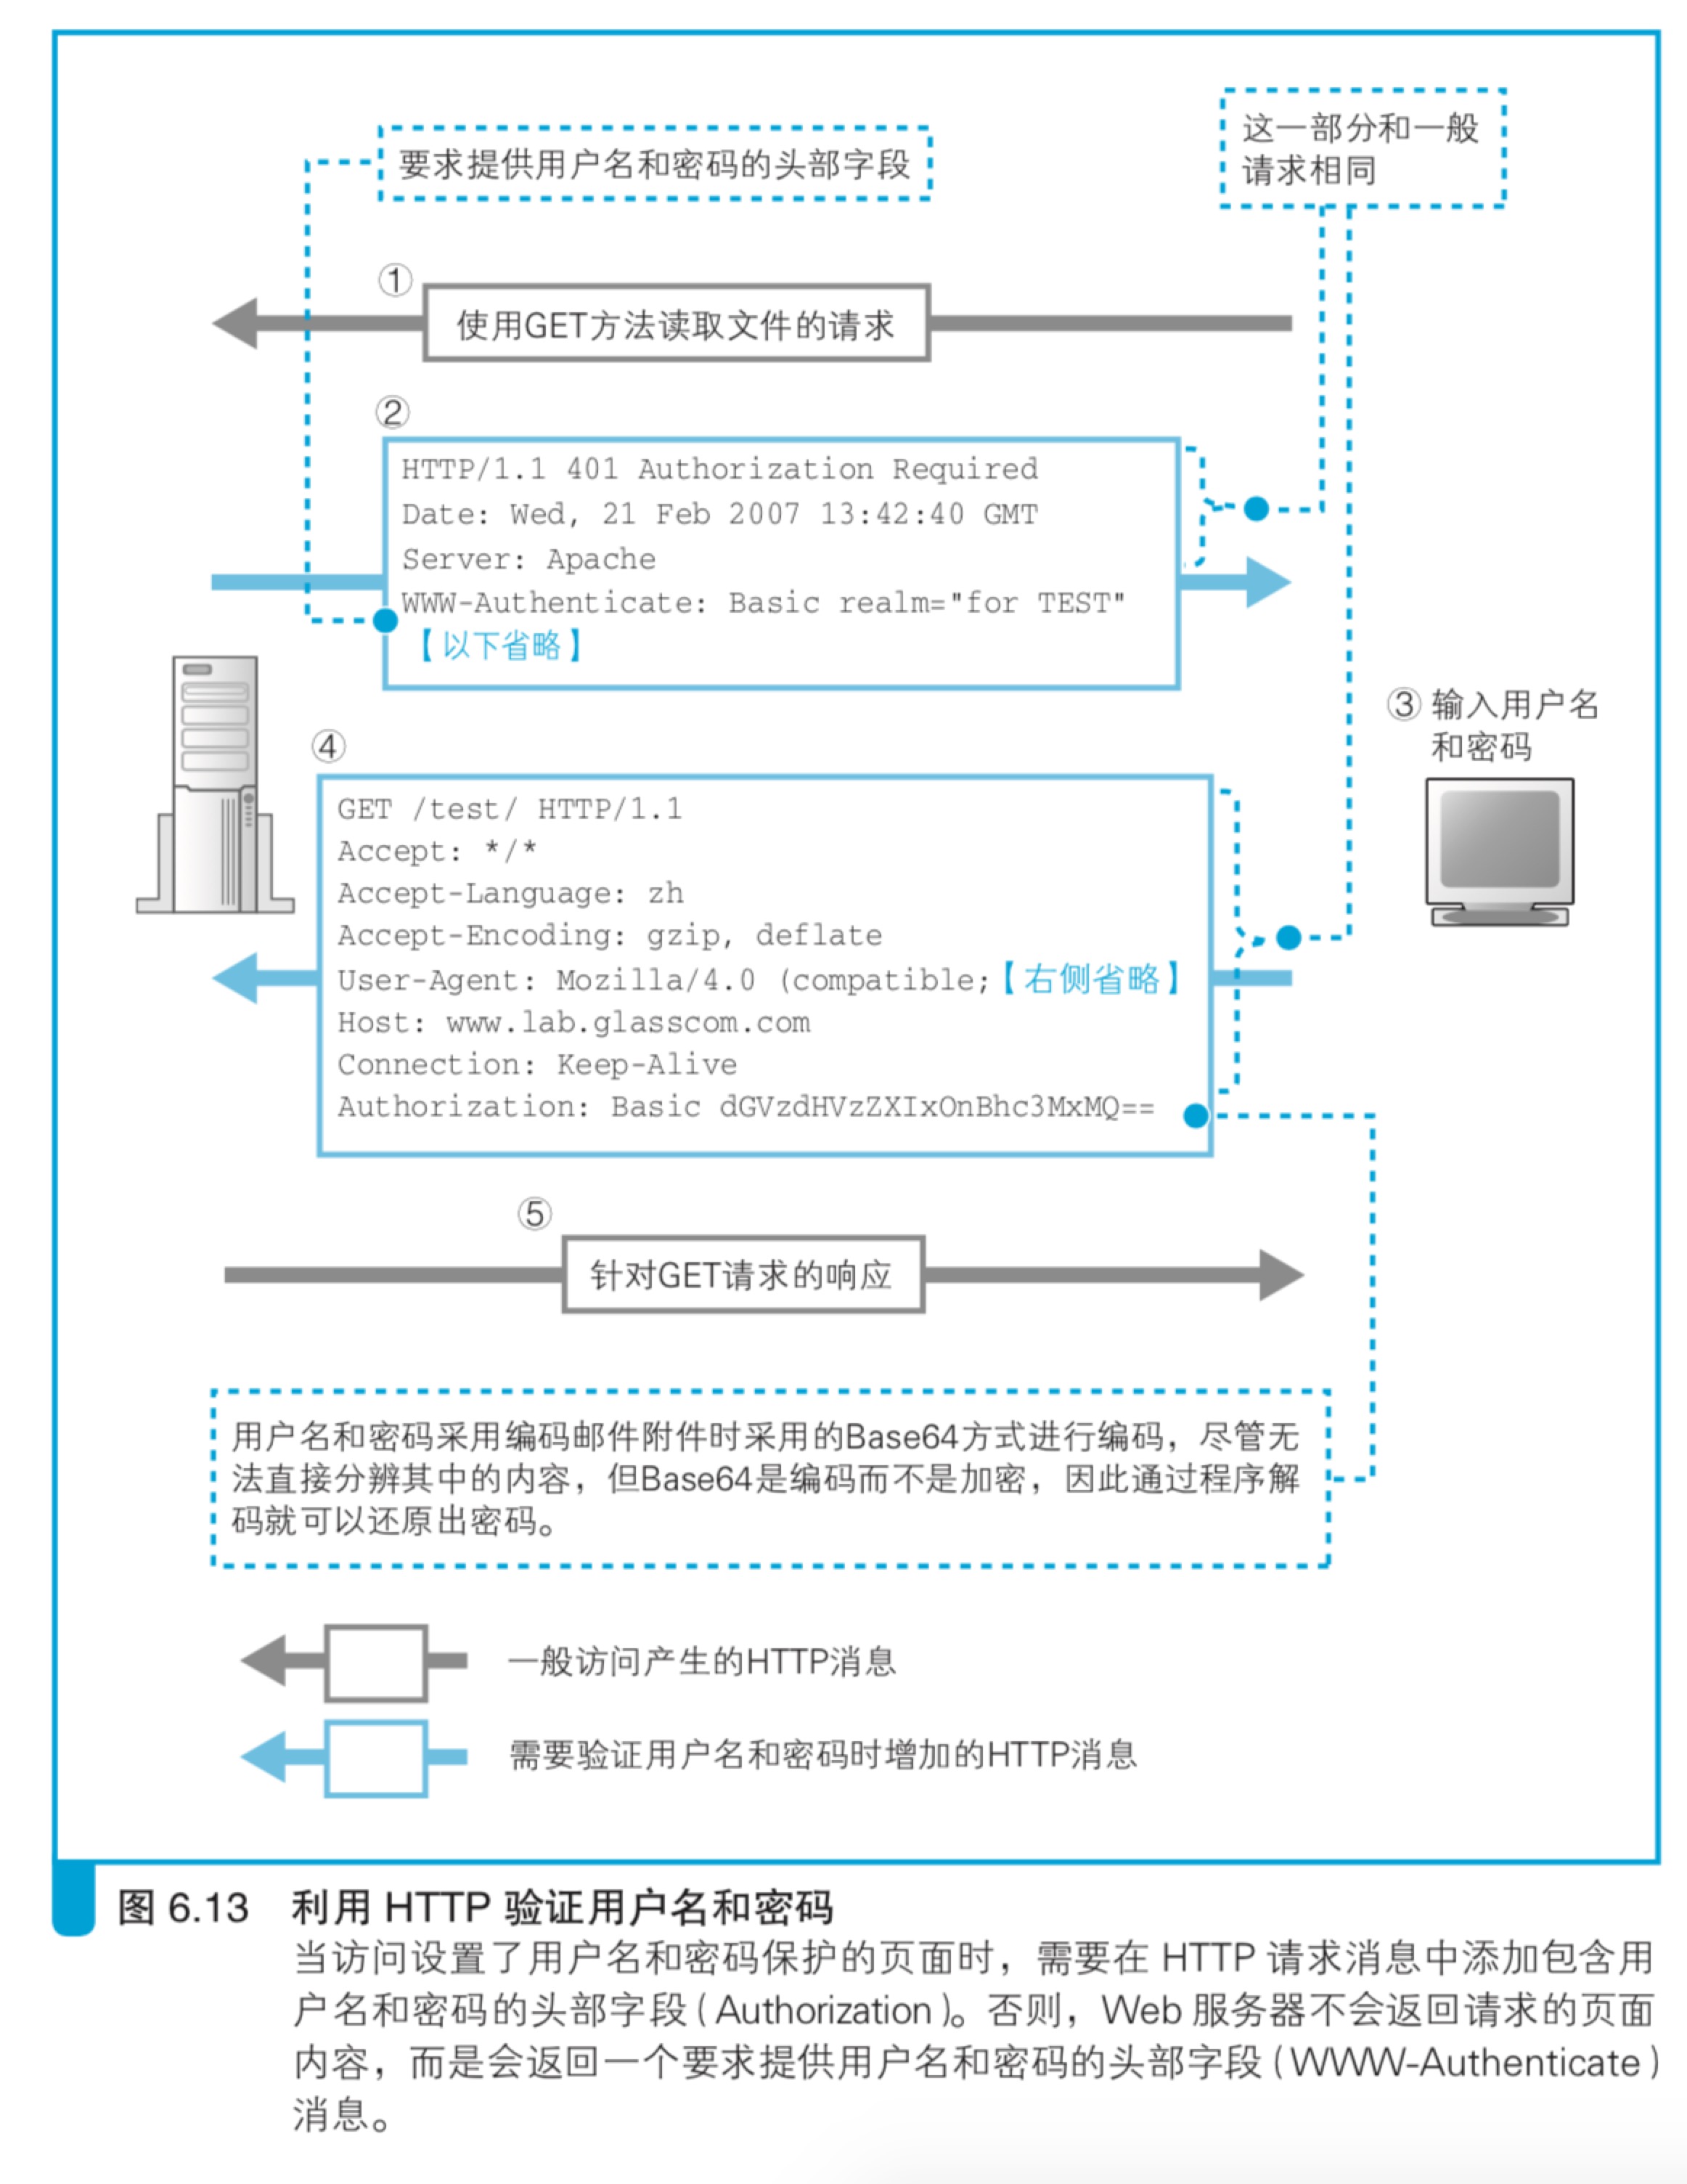 要求提供用户名和密码的头部字段
这一部分和一般
请求相同
①
使用GET方法读取文件的请求
②
HTTP/1.1 401 Authorization Required
Date: Wed, 21 Feb 2007 13:42:40 GMT
Server: Apache
WWW-Authenticate: Basic realm="for TEST"
【以下省略】
③ 输入用户名
和密码
④
GET /test/ HTTP/1.1
Accept: */*
Accept-Language: zh
Accept-Encoding: gzip, deflate
User-Agent: Mozilla/4.0 (compatible;【右侧省略】
Host: www.lab.glasscom.com
Connection: Keep-Alive
Authorization: Basic dGVzdHVzZXIxOnBhc3MxMQ==
⑤
针对GET请求的响应
用户名和密码采用编码邮件附件时采用的Base64方式进行编码，尽管无
法直接分辨其中的内容，但Base64是编码而不是加密，因此通过程序解
码就可以还原出密码。
一般访问产生的HTTP消息
需要验证用户名和密码时增加的HTTP消息
图 6.13 利用 HTTP 验证用户名和密码
当访问设置了用户名和密码保护的页面时，需要在 HTTP 请求消息中添加包含用
户名和密码的头部字段（Authorization）。否则，Web 服务器不会返回请求的页面
内容，而是会返回一个要求提供用户名和密码的头部字段（WWW-Authenticate）
消息。